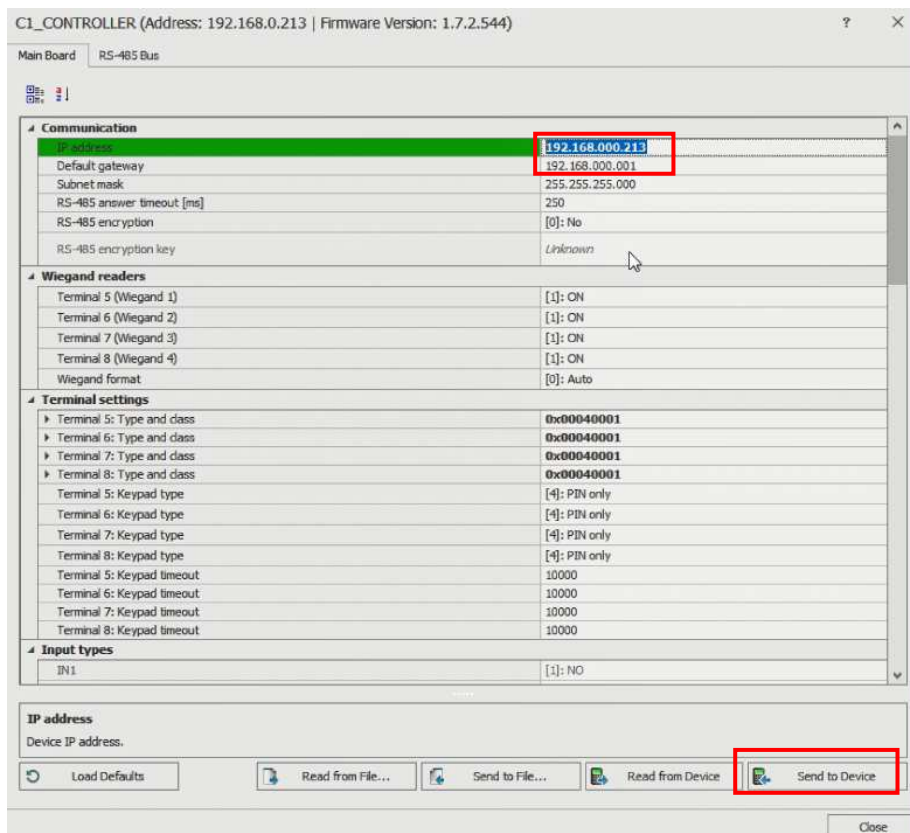 C1_CONTROLLER (Address: 192.168.0.213 | Firmware Version: 1.7.2.544)
?
Main Board RS-485 Bus
Communication
IP address 192.168.000.213
Default gateway 192.168.000.001
Subnet mask 255.255.255.000
RS-485 answer timeout [ms] 250
RS-485 encryption [0]: No
RS-485 encryption key Unknown
Wiegand readers
Terminal 5 (Wiegand 1) [1]: ON
Terminal 6 (Wiegand 2) [1]: ON
Terminal 7 (Wiegand 3) [1]: ON
Terminal 8 (Wiegand 4) [1]: ON
Wiegand format [0]: Auto
Terminal settings
Terminal 5: Type and class 0x00040001
Terminal 6: Type and class 0x00040001
Terminal 7: Type and class 0x00040001
Terminal 8: Type and class 0x00040001
Terminal 5: Keypad type [4]: PIN only
Terminal 6: Keypad type [4]: PIN only
Terminal 7: Keypad type [4]: PIN only
Terminal 8: Keypad type [4]: PIN only
Terminal 5: Keypad timeout 10000
Terminal 6: Keypad timeout 10000
Terminal 7: Keypad timeout 10000
Terminal 8: Keypad timeout 10000
Input types
IN1 [1]: NO
IP address
Device IP address.
Load Defaults Read from File... Send to File... Read from Device Send to Device
Close